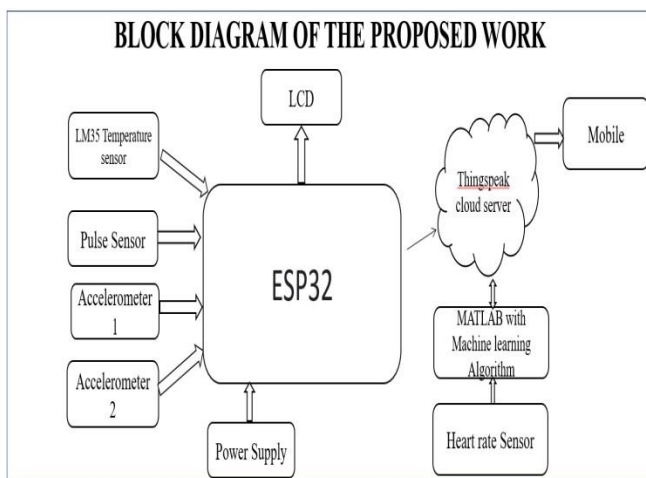 BLOCK DIAGRAM OF THE PROPOSED WORK
LCD
LM35 Temperature
sensor
Mobile
Thingspeak
cloud server
Pulse Sensor
ESP32
Accelerometer
1
MATLAB with
Machine learning
Algorithm
Accelerometer
2
Power Supply
Heart rate Sensor